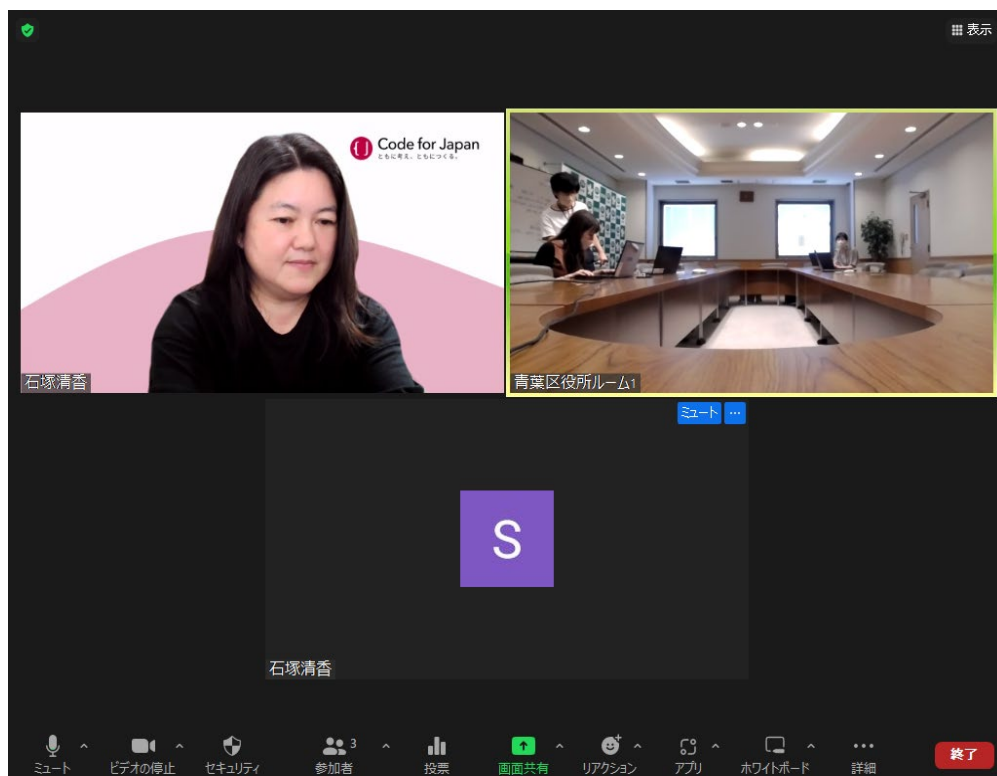 表示
Code for Japan
ともに考え、ともにつくる。
石塚清香
青葉区役所ルーム1
ミュート
...
S
石塚清香
3
ミュート
ビデオの停止
セキュリティ
参加者
投票
画面共有
リアクション
アプリ
ホワイトボード
詳細
終了